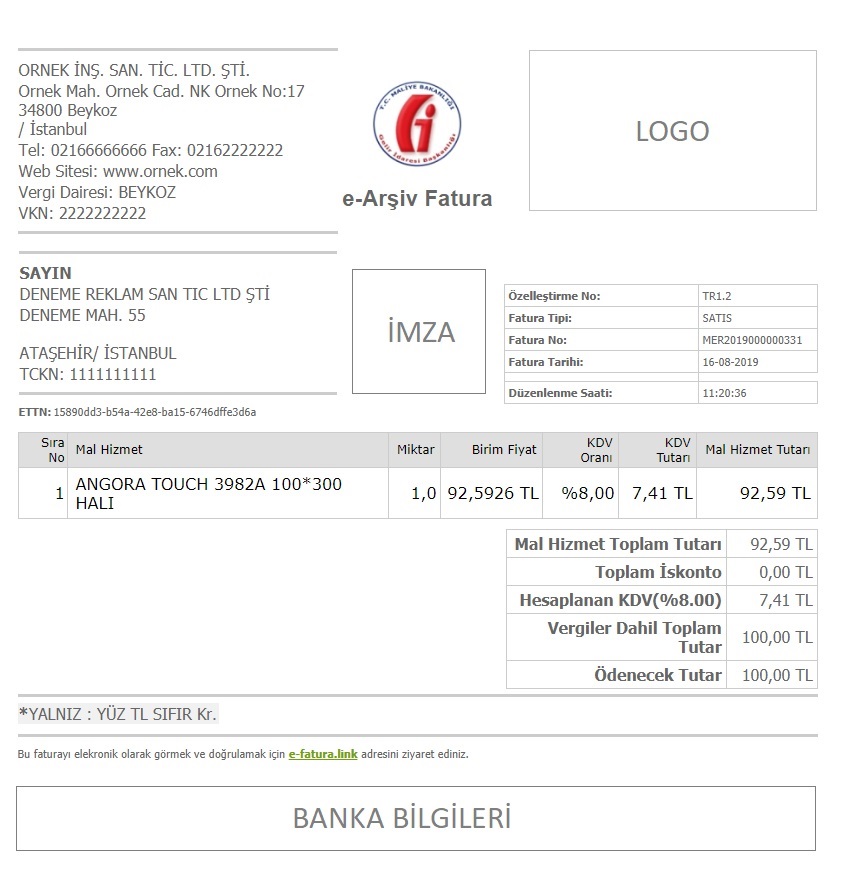 ORNEK İNŞ. SAN. TİC. LTD. ŞTİ.
Ornek Mah. Ornek Cad. NK Ornek No:17
34800 Beykoz
/ İstanbul
Tel: 02166666666 Fax: 02162222222
Web Sitesi: www.ornek.com
Vergi Dairesi: BEYKOZ
VKN: 2222222222
T.C. MALİYE BAKANLIĞI
Gelir İdaresi Başkanlığı
e-Arşiv Fatura
LOGO
SAYIN
DENEME REKLAM SAN TIC LTD ŞTİ
DENEME MAH. 55
ATAŞEHİR/ İSTANBUL
TCKN: 1111111111
İMZA
Özelleştirme No: TR1.2
Fatura Tipi: SATIS
Fatura No: MER2019000000331
Fatura Tarihi: 16-08-2019
Düzenlenme Saati: 11:20:36
ETTN: 15890dd3-b54a-42e8-ba15-6746dffe3d6a
Sıra No Mal Hizmet Miktar Birim Fiyat KDV Oranı KDV Tutarı Mal Hizmet Tutarı
1 ANGORA TOUCH 3982A 100*300 HALI 1,0 92,5926 TL %8,00 7,41 TL 92,59 TL
Mal Hizmet Toplam Tutarı 92,59 TL
Toplam İskonto 0,00 TL
Hesaplanan KDV(%8.00) 7,41 TL
Vergiler Dahil Toplam Tutar 100,00 TL
Ödenecek Tutar 100,00 TL
*YALNIZ : YÜZ TL SIFIR Kr.
Bu faturayı elekronik olarak görmek ve doğrulamak için e-fatura.link adresini ziyaret ediniz.
BANKA BİLGİLERİ